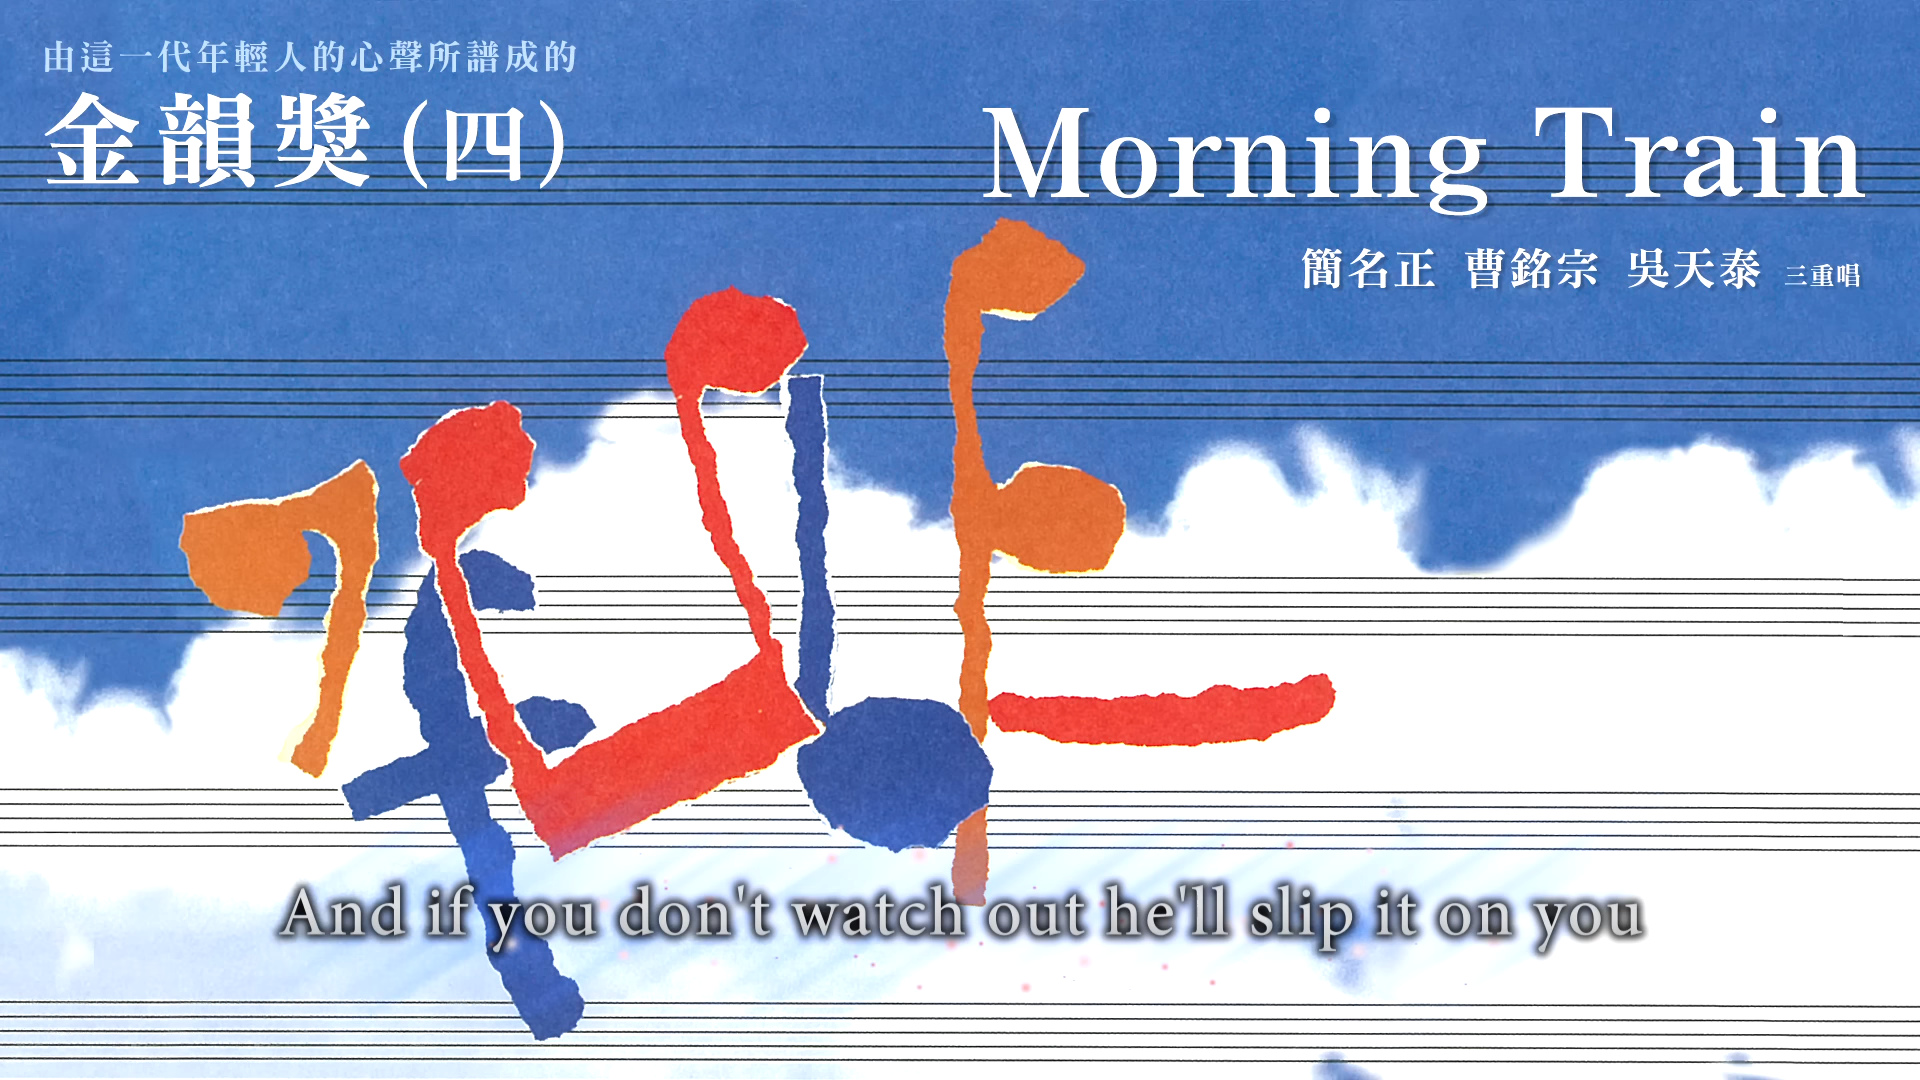 由這一代年輕人的心聲所譜成的
金韻獎(四)
Morning Train
簡名正 曹銘宗 吳天泰 三重唱
And if you don't watch out he'll slip it on you